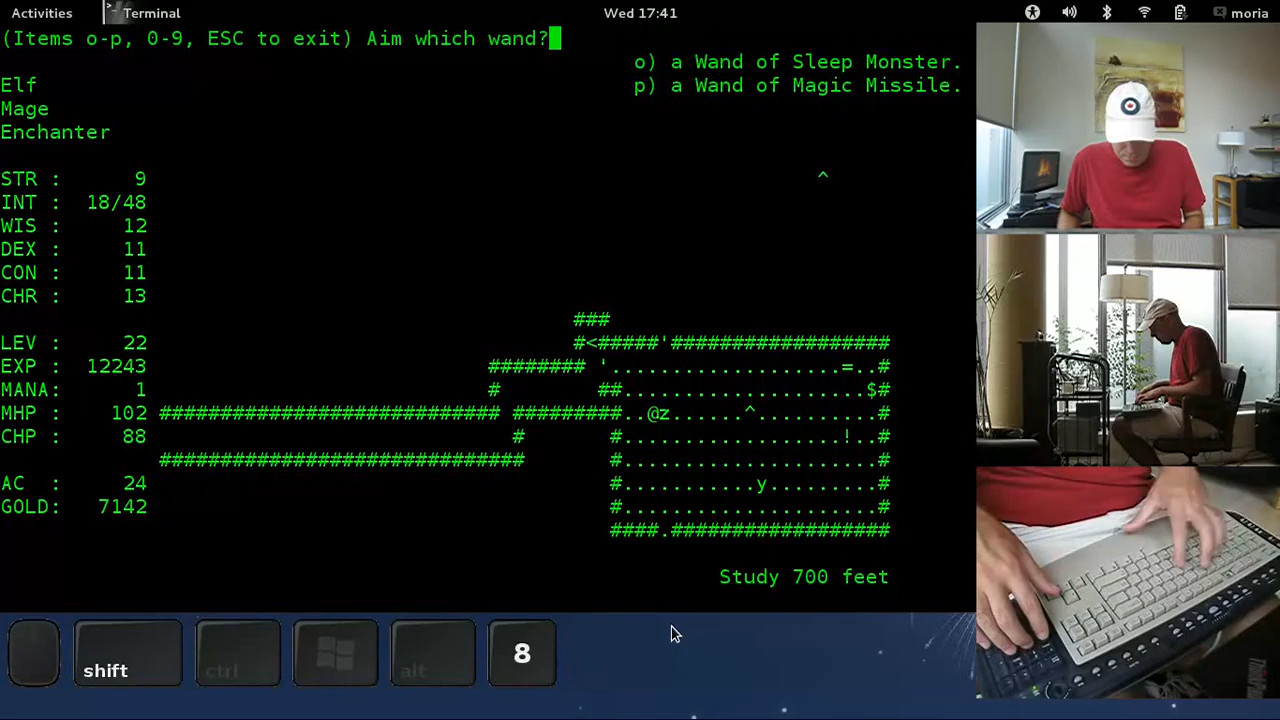 Activities Terminal Wed 17:41 moria
(Items o-p, 0-9, ESC to exit) Aim which wand?
o) a Wand of Sleep Monster.
Elf
p) a Wand of Magic Missile.
Mage
Enchanter
STR : 9 ^
INT : 18/48
WIS : 12
DEX : 11
CON : 11
CHR : 13
###
LEV : 22 #<#####'##################
EXP : 12243 ######## '....................=..#
MANA: 1 # ##.....................$#
MHP : 102 ############################# #########..@z......^..........#
CHP : 88 # #...................!..#
###############################
#......................#
AC : 24 #...........y.........#
GOLD: 7142 #......................#
####.##################
Study 700 feet
shift ctrl alt 8